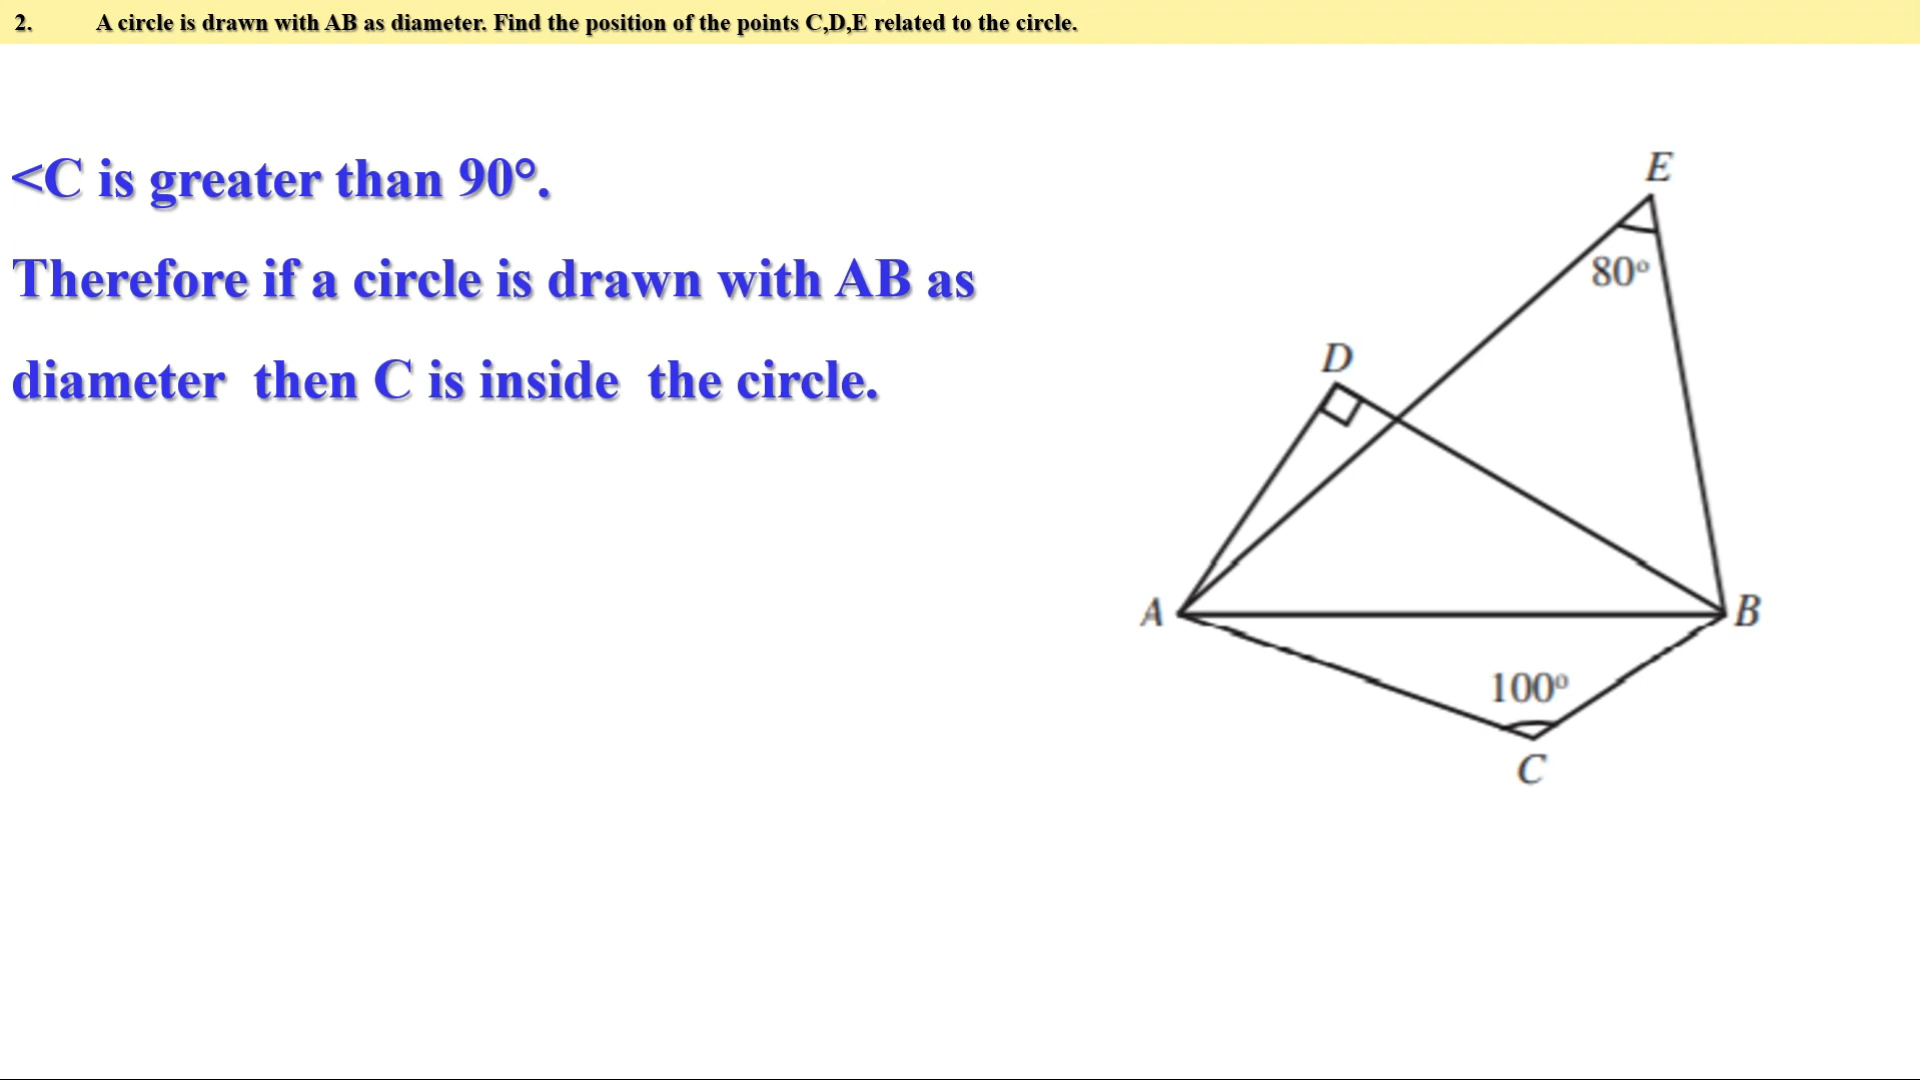 2. A circle is drawn with AB as diameter. Find the position of the points C,D,E related to the circle.
<C is greater than 90°.
Therefore if a circle is drawn with AB as
diameter then C is inside the circle.
E
80°
D
A
B
100°
C